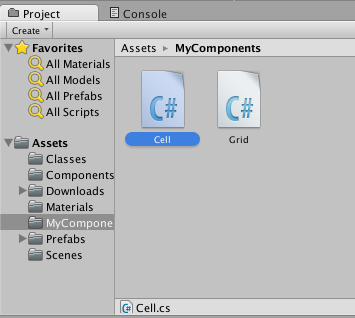 Project
Console
Create
Favorites
All Materials
All Models
All Prefabs
All Scripts
Assets
Classes
Components
Downloads
Materials
MyCompone
Prefabs
Scenes
Assets MyComponents
C# C#
Cell Grid
Cell.cs